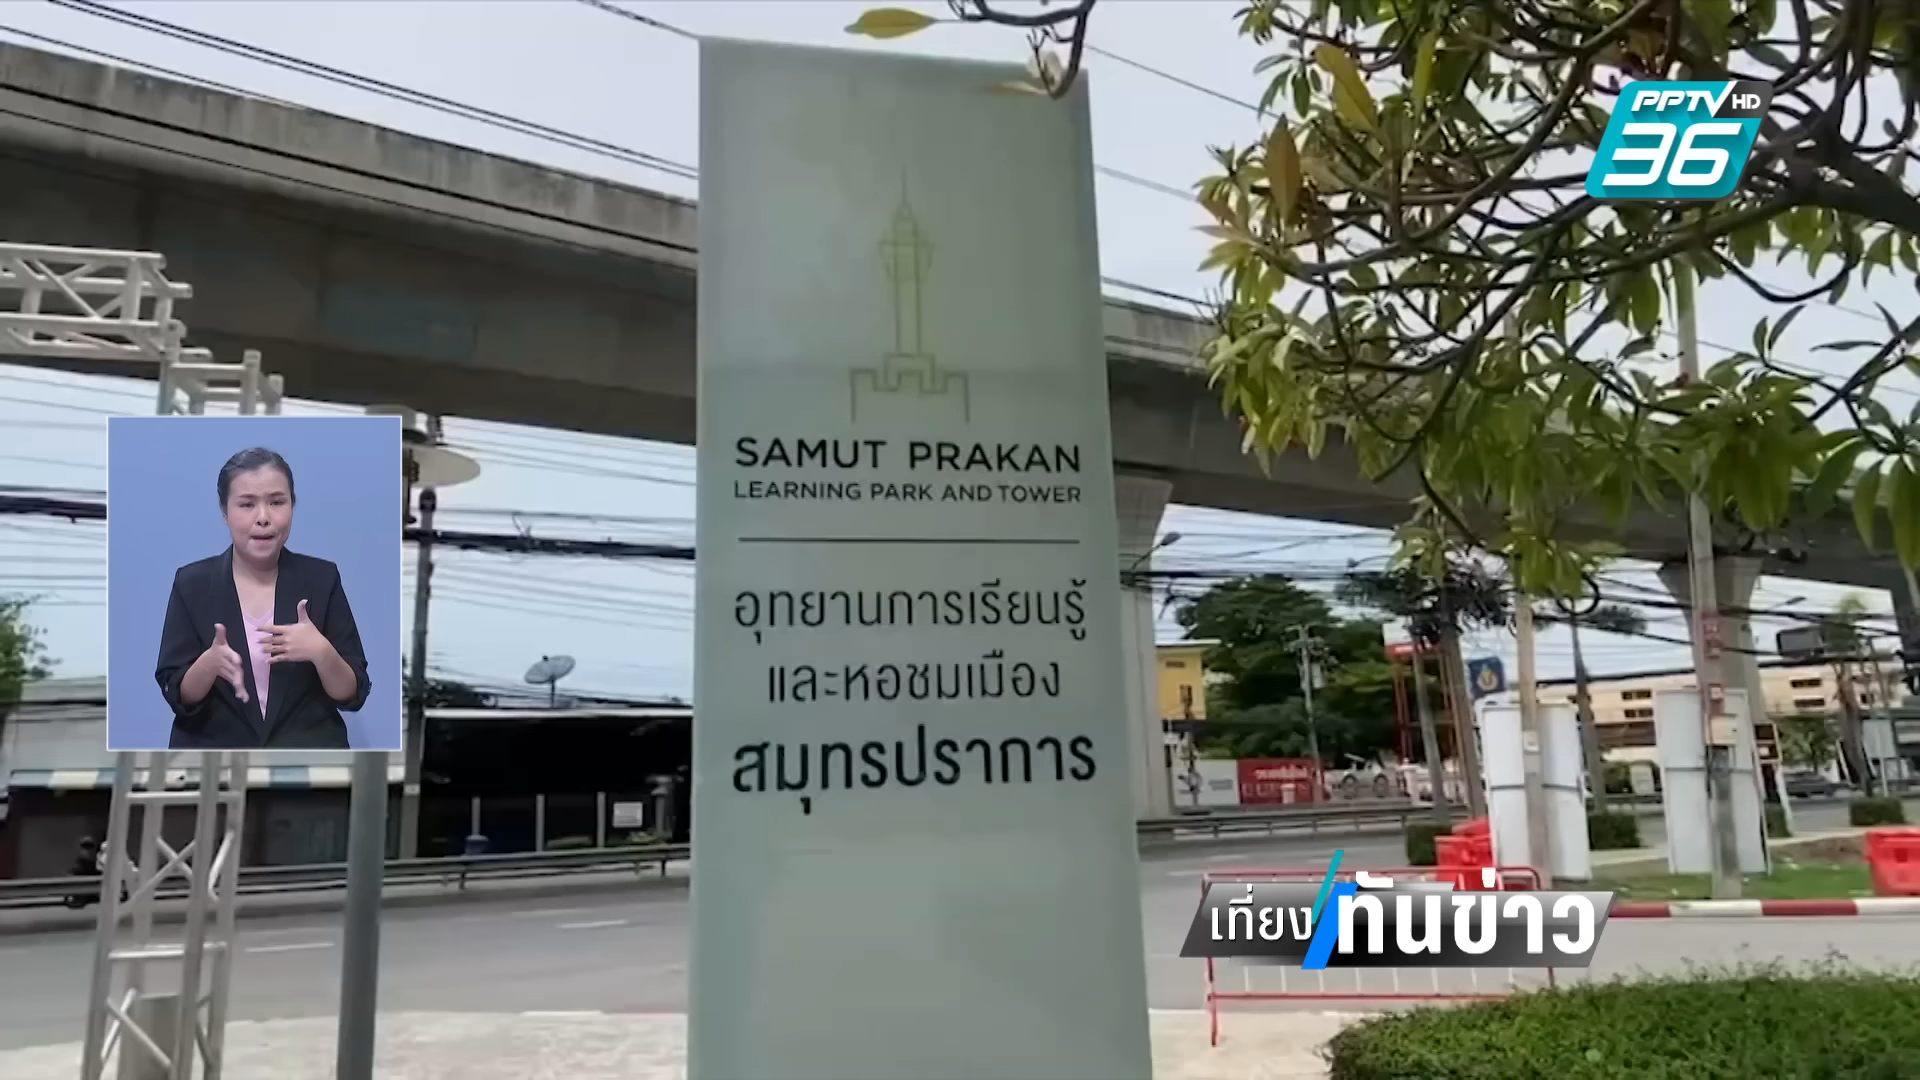 PPTV HD
36
SAMUT PRAKAN
LEARNING PARK AND TOWER
อุทยานการเรียนรู้
และหอชมเมือง
สมุทรปราการ
เที่ยงทันข่าว